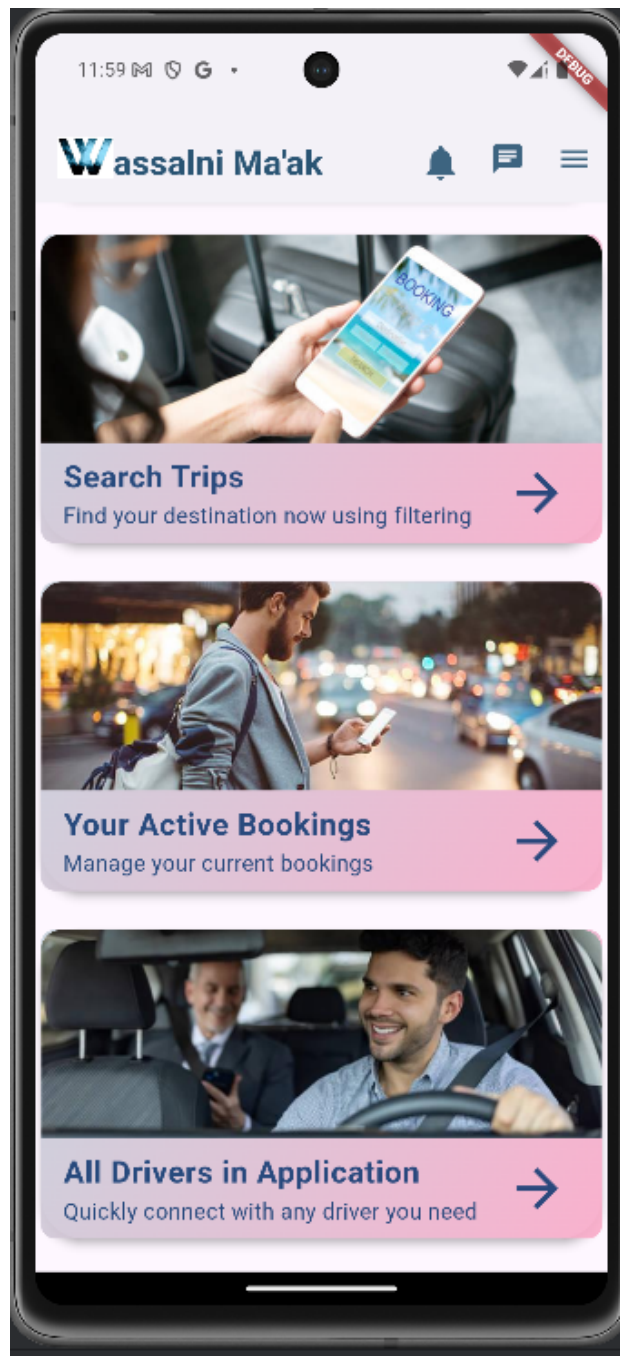 11:59
DEBUG
Wassalni Ma'ak
BOOKING
SEARCH
Search Trips
Find your destination now using filtering
Your Active Bookings
Manage your current bookings
All Drivers in Application
Quickly connect with any driver you need